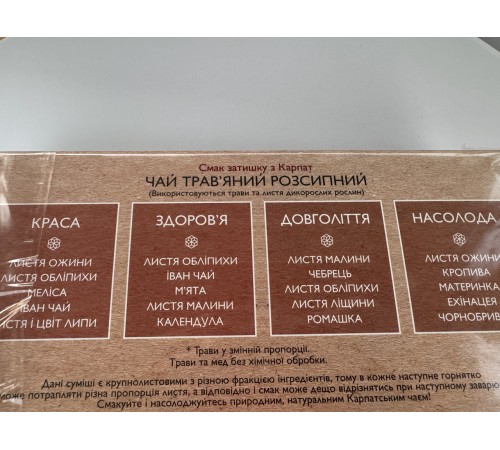 Смак затишку з Карпат
ЧАЙ ТРАВ'ЯНИЙ РОЗСИПНИЙ
(Використовуються трави та листя дикорослих рослин)
КРАСА
ЛИСТЯ ОЖИНИ
ЛИСТЯ ОБЛІПИХИ
МЕЛІСА
ІВАН ЧАЙ
ЛИСТЯ І ЦВІТ ЛИПИ
ЗДОРОВ'Я
ЛИСТЯ ОБЛІПИХИ
ІВАН ЧАЙ
М'ЯТА
ЛИСТЯ МАЛИНИ
КАЛЕНДУЛА
ДОВГОЛІТТЯ
ЛИСТЯ МАЛИНИ
ЧЕБРЕЦЬ
ЛИСТЯ ОБЛІПИХИ
ЛИСТЯ ЛІЩИНИ
РОМАШКА
НАСОЛОДА
ЛИСТЯ ОЖИНИ
КРОПИВА
МАТЕРИНКА
ЕХІНАЦЕЯ
ЧОРНОБРИВ
* Трави у змінній пропорції.
Трави та мед без хімічної обробки.
Дані суміші є крупнолистовими з різною фракцією інгредієнтів, тому в кожне наступне горнятко
може потрапляти різна пропорція листя, а відповідно і смак може дещо відрізнятись при наступному заварю
Смакуйте і насолоджуйтесь природним, натуральним Карпатським чаєм!